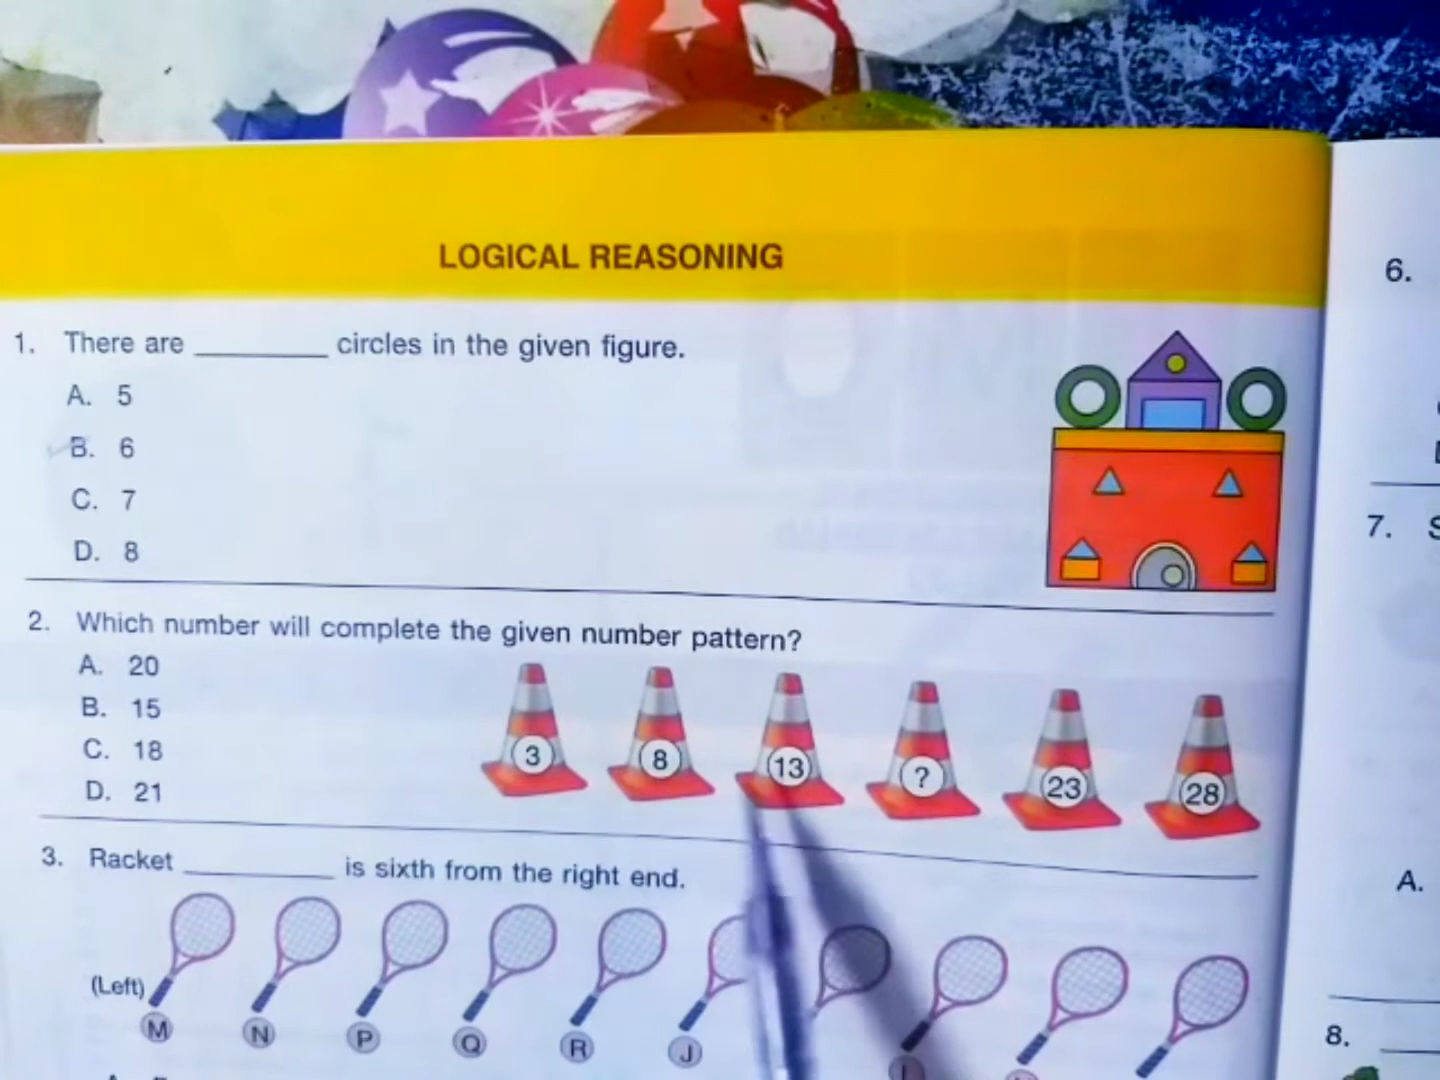 LOGICAL REASONING
1. There are ________ circles in the given figure.
A. 5
B. 6
C. 7
D. 8
2. Which number will complete the given number pattern?
A. 20
B. 15
C. 18
D. 21
3 8 13 ? 23 28
3. Racket ________ is sixth from the right end.
(Left)
M N P Q R J
6.
7. S
A.
8.